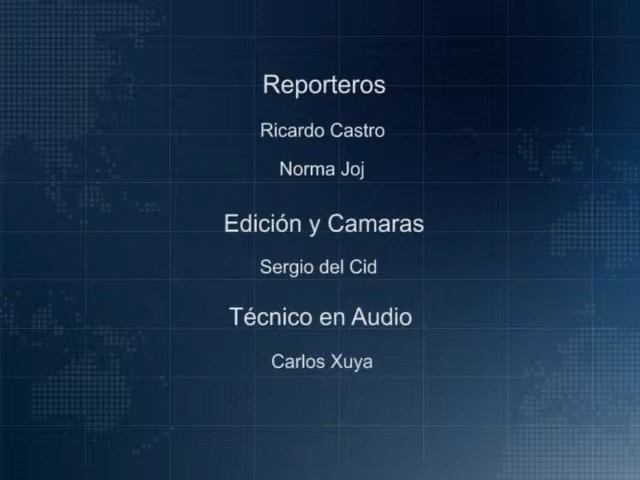 Reporteros
Ricardo Castro
Norma Joj
Edición y Camaras
Sergio del Cid
Técnico en Audio
Carlos Xuya